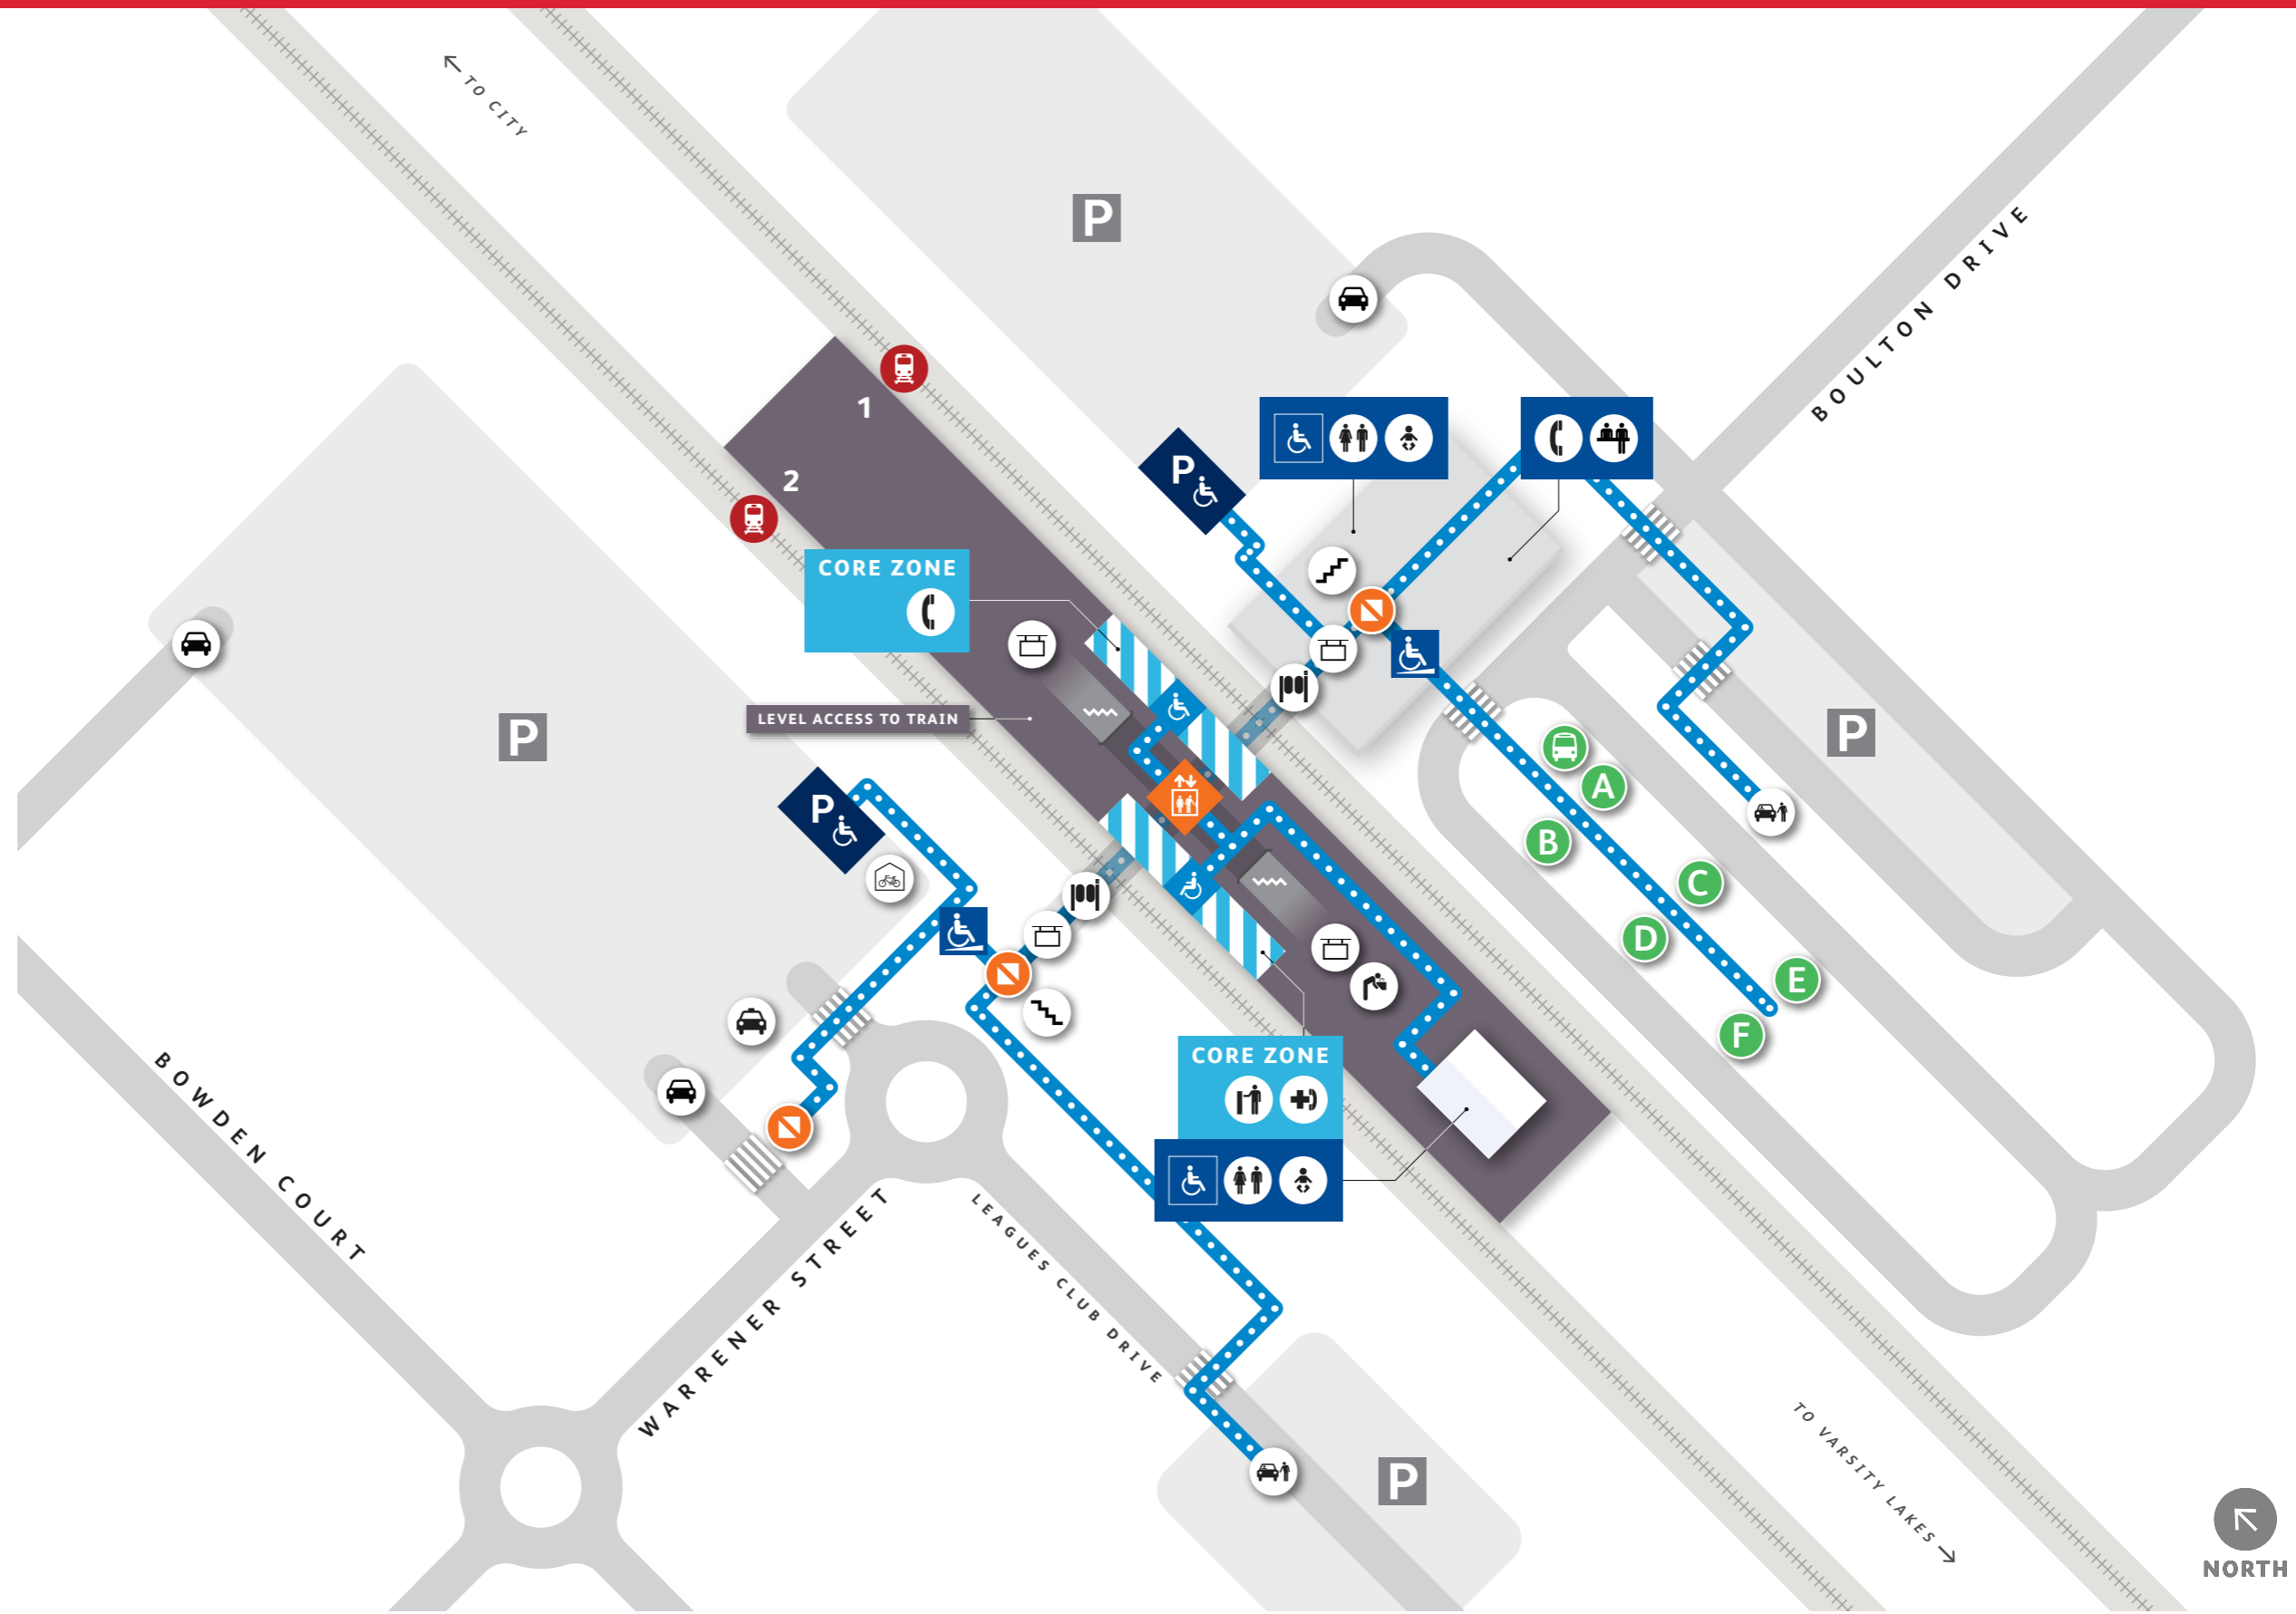 TO CITY
P
BOULTON DRIVE
1
P
2
CORE ZONE
LEVEL ACCESS TO TRAIN
P
P
A
P
B
C
D
E
F
CORE ZONE
BOWDEN COURT
WARRENER STREET
LEAGUES CLUB DRIVE
P
TO VARSITY LAKES
NORTH